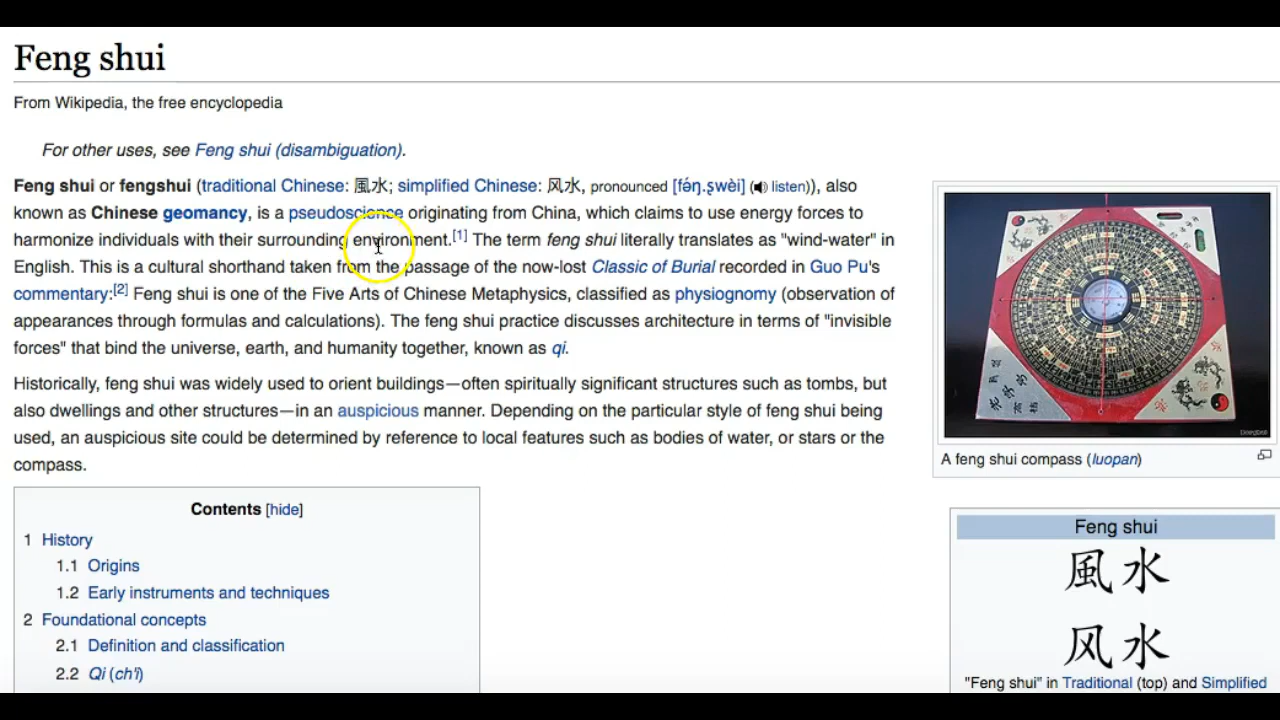 Feng shui
From Wikipedia, the free encyclopedia
For other uses, see Feng shui (disambiguation).
Feng shui or fengshui (traditional Chinese: 風水; simplified Chinese: 风水, pronounced [fə́ŋ.ʂwèi] (listen)), also
known as Chinese geomancy, is a pseudoscience originating from China, which claims to use energy forces to
harmonize individuals with their surrounding environment.[1] The term feng shui literally translates as "wind-water" in
English. This is a cultural shorthand taken from the passage of the now-lost Classic of Burial recorded in Guo Pu's
commentary:[2] Feng shui is one of the Five Arts of Chinese Metaphysics, classified as physiognomy (observation of
appearances through formulas and calculations). The feng shui practice discusses architecture in terms of "invisible
forces" that bind the universe, earth, and humanity together, known as qi.
Historically, feng shui was widely used to orient buildings—often spiritually significant structures such as tombs, but
also dwellings and other structures—in an auspicious manner. Depending on the particular style of feng shui being
used, an auspicious site could be determined by reference to local features such as bodies of water, or stars or the
compass.
Contents [hide]
1 History
1.1 Origins
1.2 Early instruments and techniques
2 Foundational concepts
2.1 Definition and classification
2.2 Qi (ch'i)
A feng shui compass (luopan)
Feng shui
風水
风水
"Feng shui" in Traditional (top) and Simplified